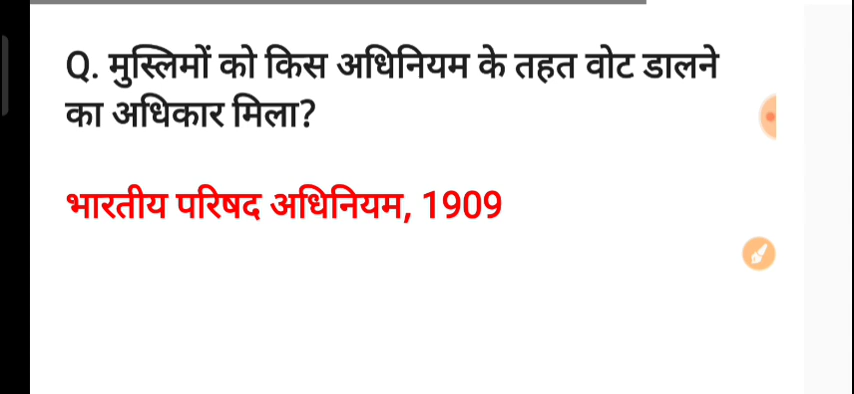 Q. मुस्लिमों को किस अधिनियम के तहत वोट डालने
का अधिकार मिला?
भारतीय परिषद अधिनियम, 1909